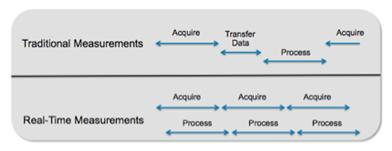 Acquire Transfer Acquire
Traditional Measurements Data
Process
Acquire Acquire Acquire
Real-Time Measurements
Process Process Process